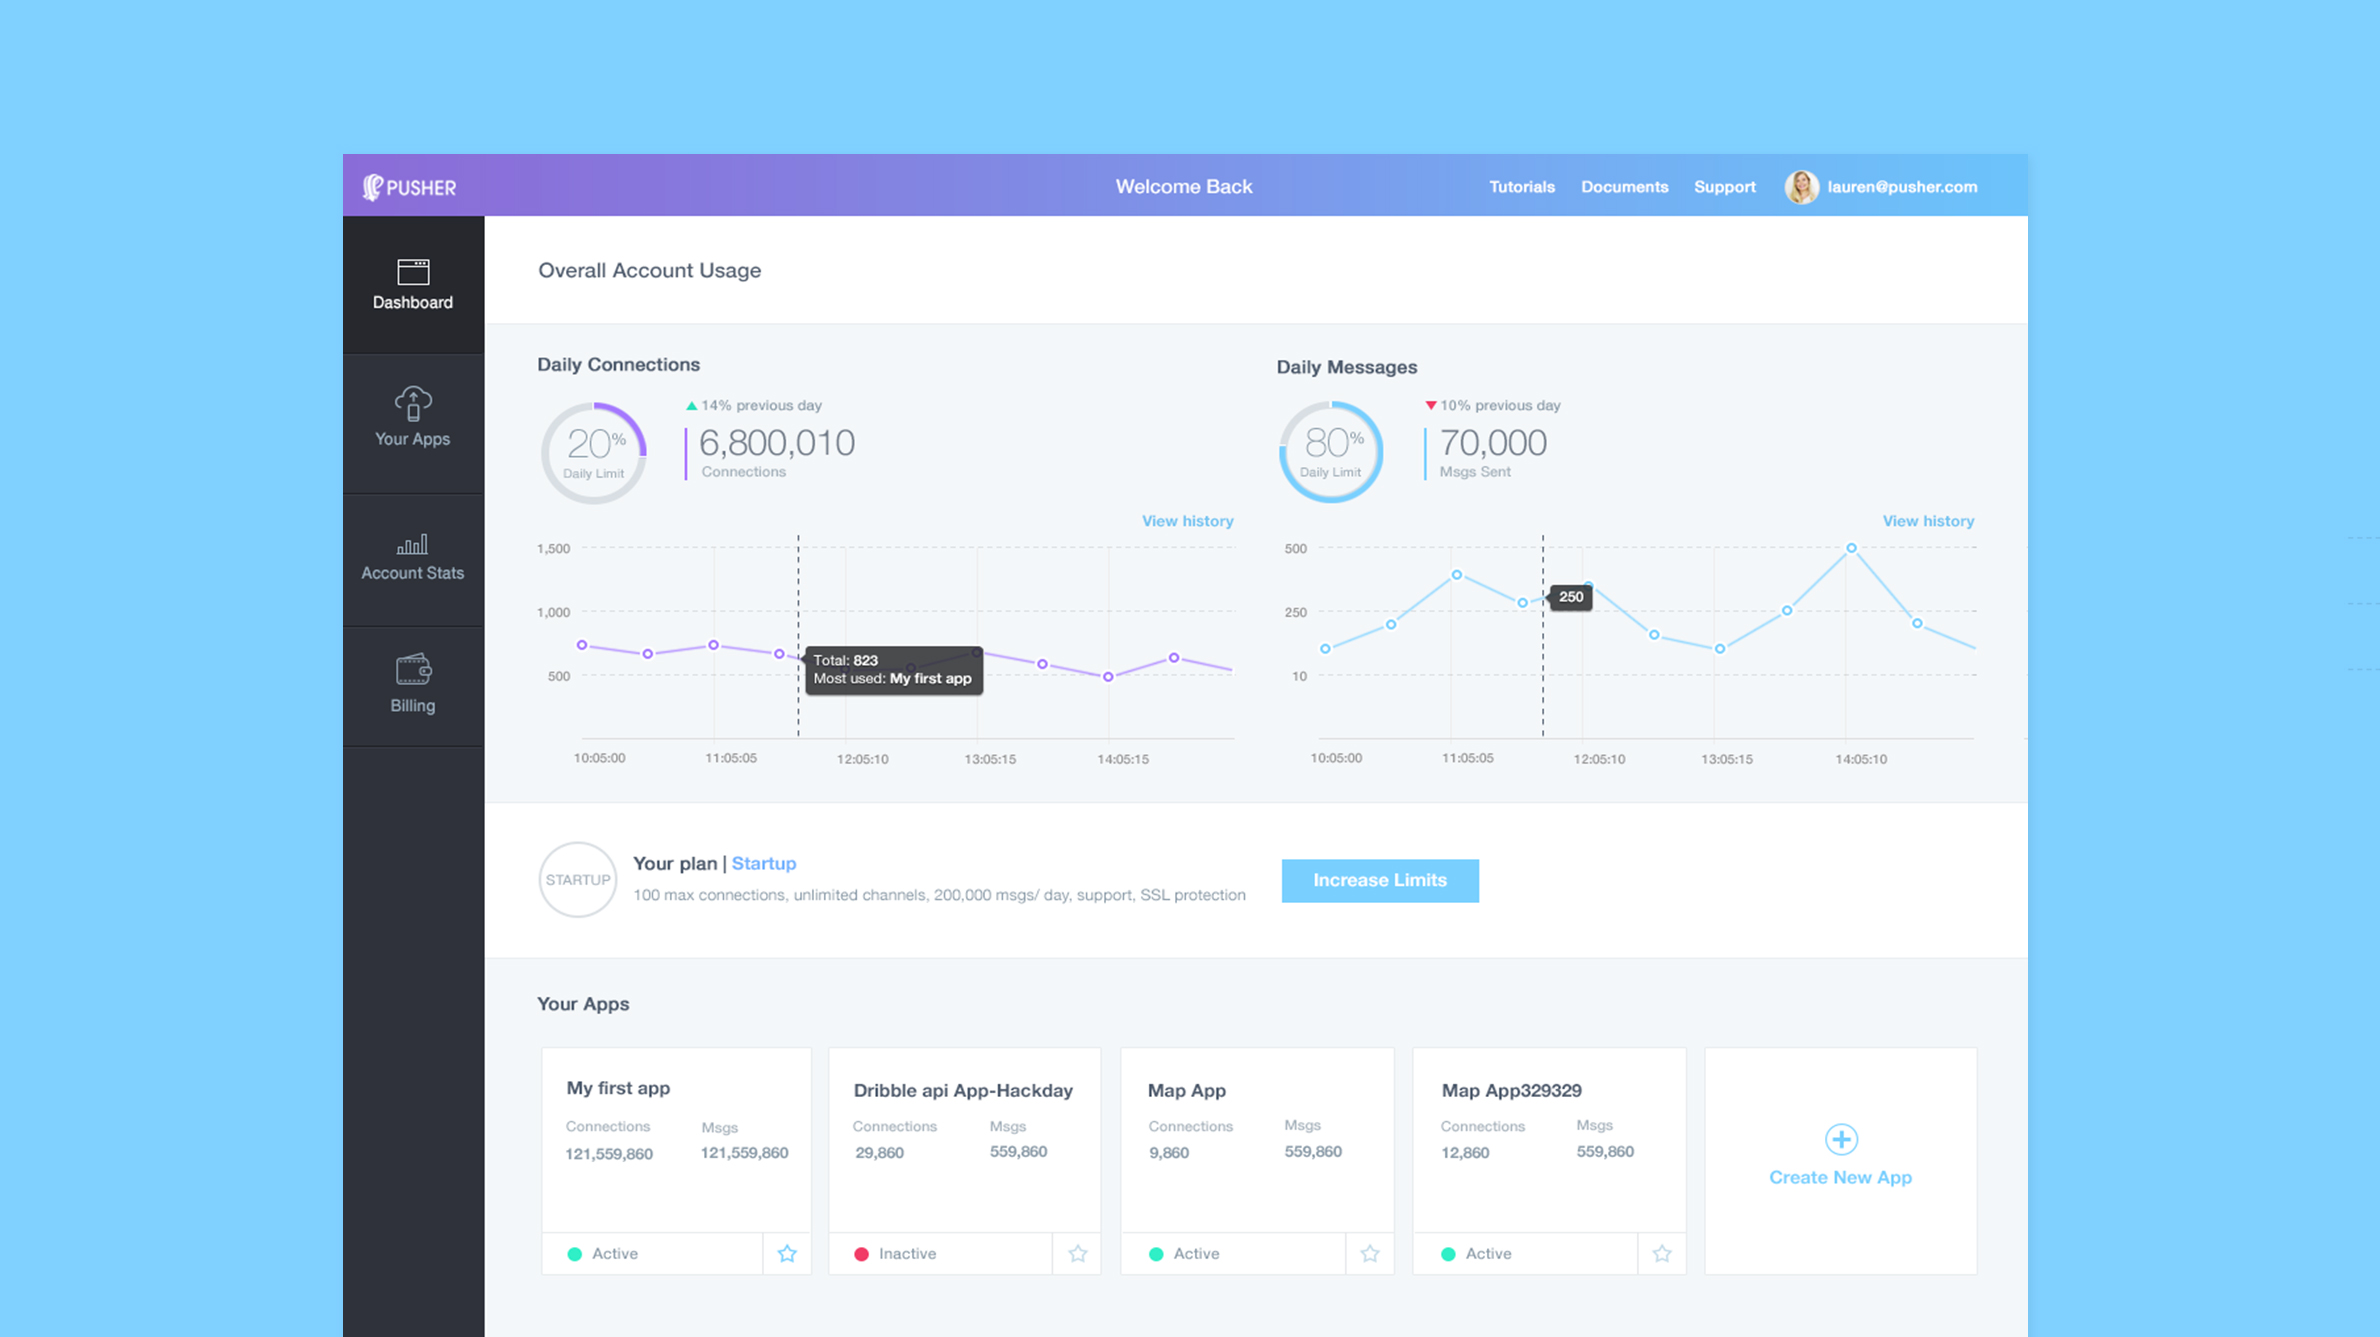 PUSHER
Welcome Back
Tutorials
Documents
Support
lauren@pusher.com
Dashboard
Your Apps
Account Stats
Billing
Overall Account Usage
Daily Connections
20%
Daily Limit
14% previous day
6,800,010
Connections
View history
1,500
1,000
500
Total: 823
Most used: My first app
10:05:00
11:05:05
12:05:10
13:05:15
14:05:15
Daily Messages
80%
Daily Limit
10% previous day
70,000
Msgs Sent
View history
500
250
10
250
10:05:00
11:05:05
12:05:10
13:05:15
14:05:10
STARTUP
Your plan | Startup
100 max connections, unlimited channels, 200,000 msgs/ day, support, SSL protection
Increase Limits
Your Apps
My first app
Connections
Msgs
121,559,860
121,559,860
Active
Dribble api App-Hackday
Connections
Msgs
29,860
559,860
Inactive
Map App
Connections
Msgs
9,860
559,860
Active
Map App329329
Connections
Msgs
12,860
559,860
Active
Create New App